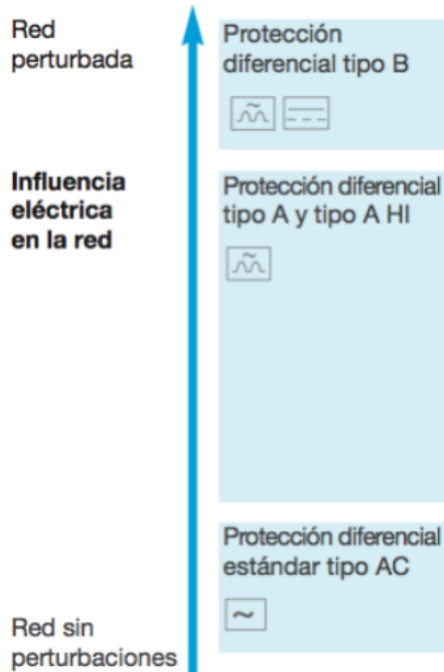 Red
perturbada
Protección
diferencial tipo B
Influencia
eléctrica
en la red
Protección diferencial
tipo A y tipo A HI
Protección diferencial
estándar tipo AC
~
Red sin
perturbaciones